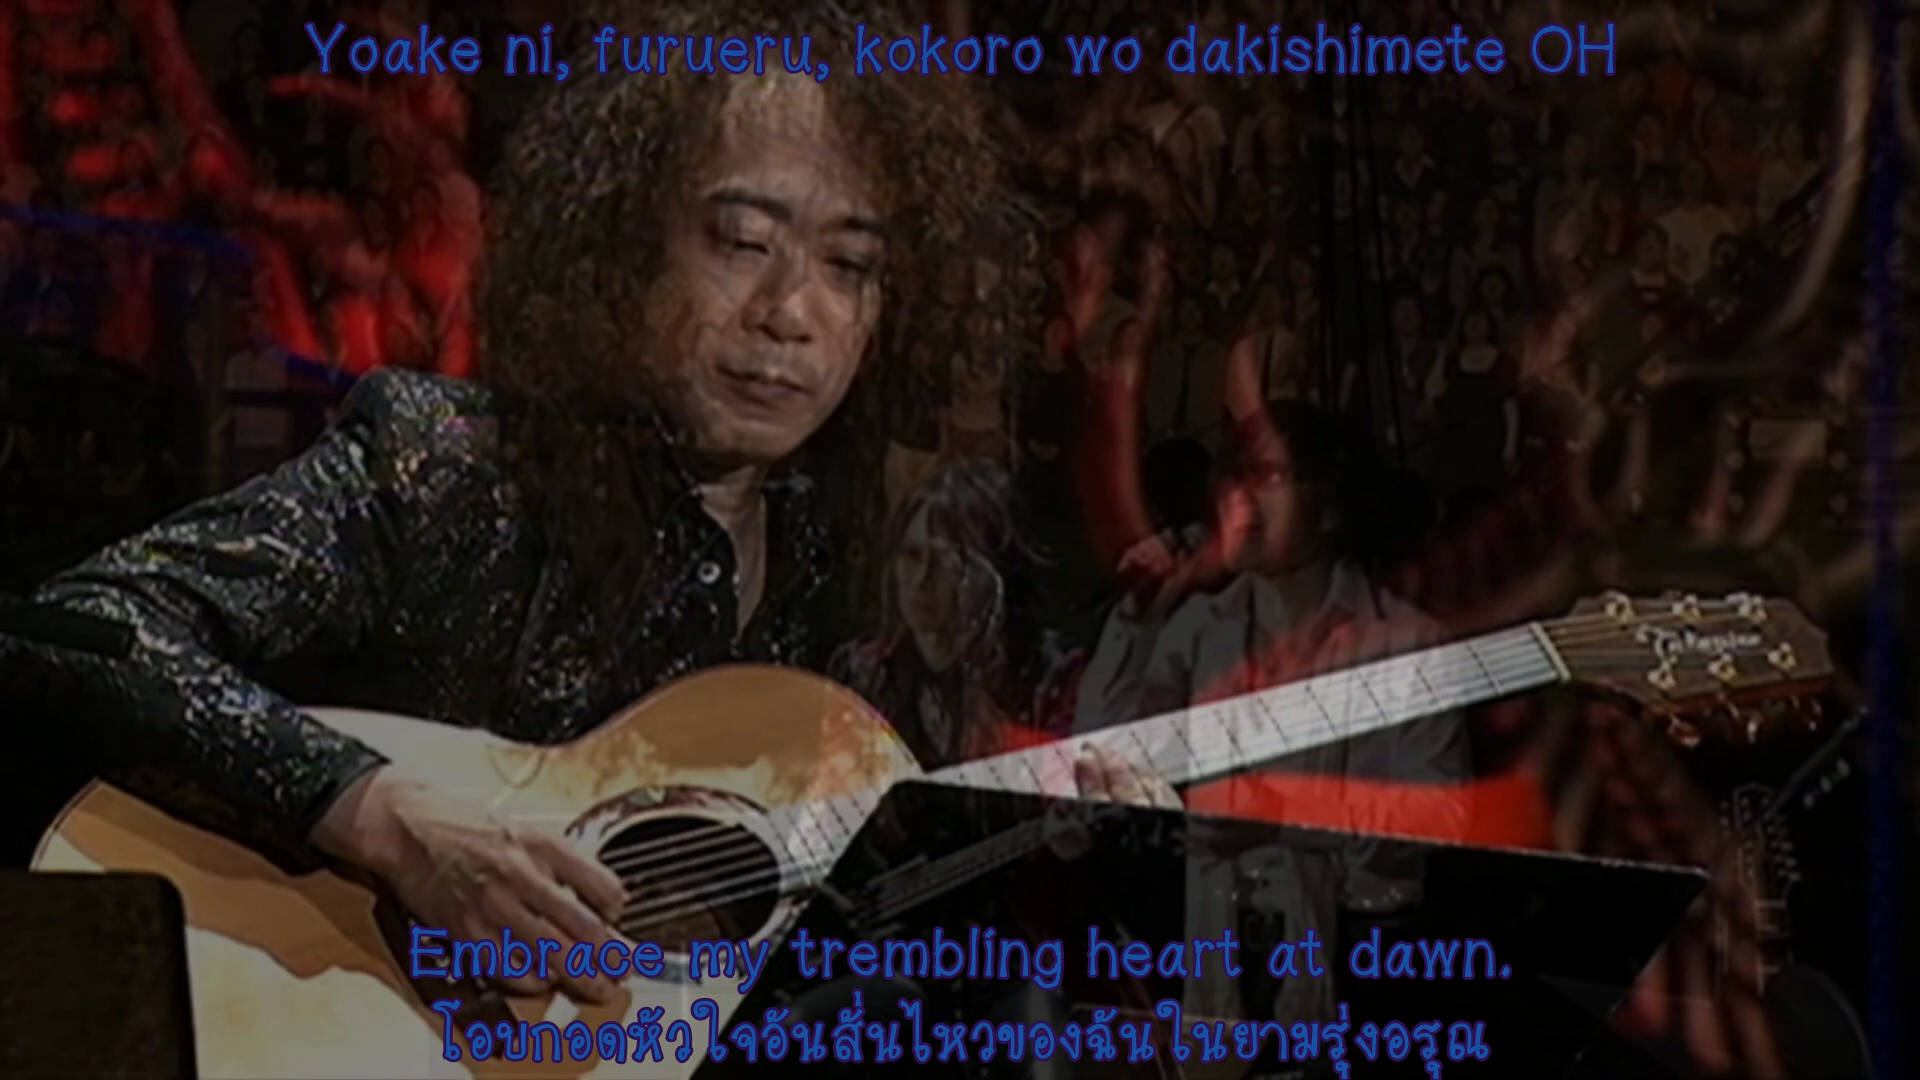 Yoake ni, furueru, kokoro wo dakishimete OH
Takamine
Embrace my trembling heart at dawn.
โอบกอดหัวใจอันสั่นไหวของฉันในยามรุ่งอรุณ